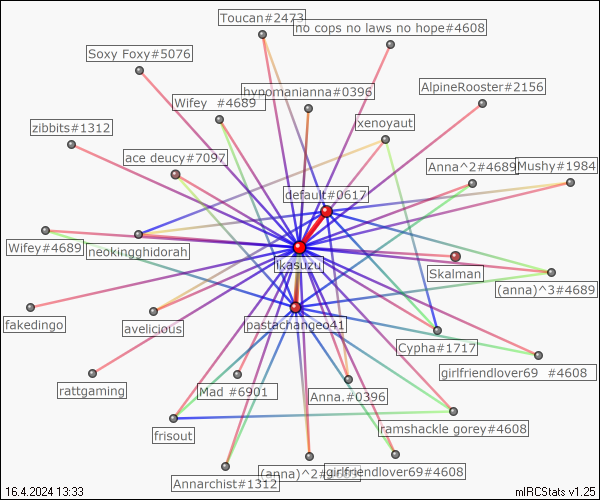 Toucan#2473
no cops no laws no hope#4608
Soxy Foxy#5076
hypomanianna#0396
AlpineRooster#2156
Wifey #4689
zibbits#1312
xenoyaut
ace deucy#7097
Anna^2#4689
Mushy#1984
default#0617
Wifey#4689
neokingghidorah
ikasuzu
Skalman
(anna)^3#4689
fakedingo
avelicious
pastachange041
Cypha#1717
rattgaming
girlfriendlover69 #4608
Mad #6901
Anna.#0396
frisout
ramshackle gorey#4608
Annarchist#1312
(anna)^2#4689
girlfriendlover69#4608
16.4.2024 13:33
mIRCStats v1.25